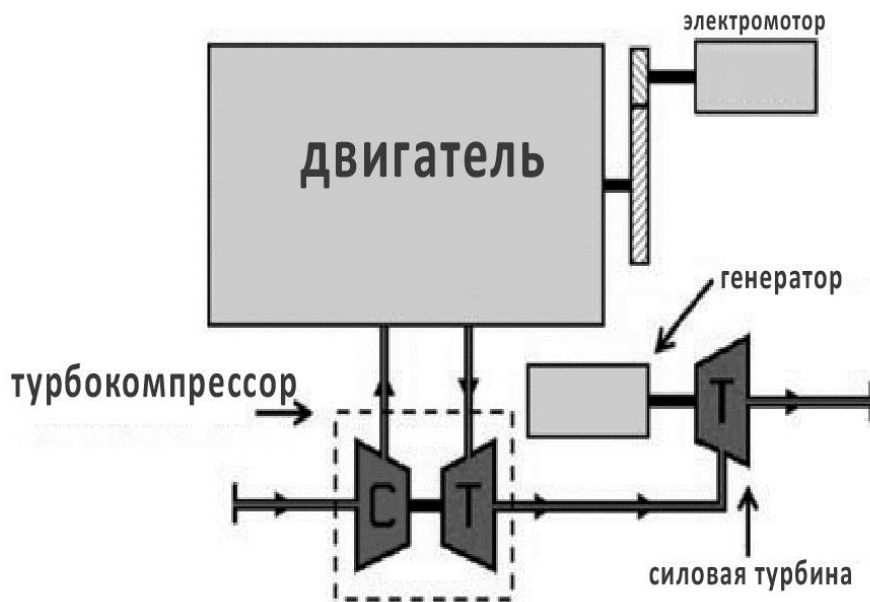 электромотор
двигатель
генератор
турбокомпрессор
T
C
T
силовая турбина